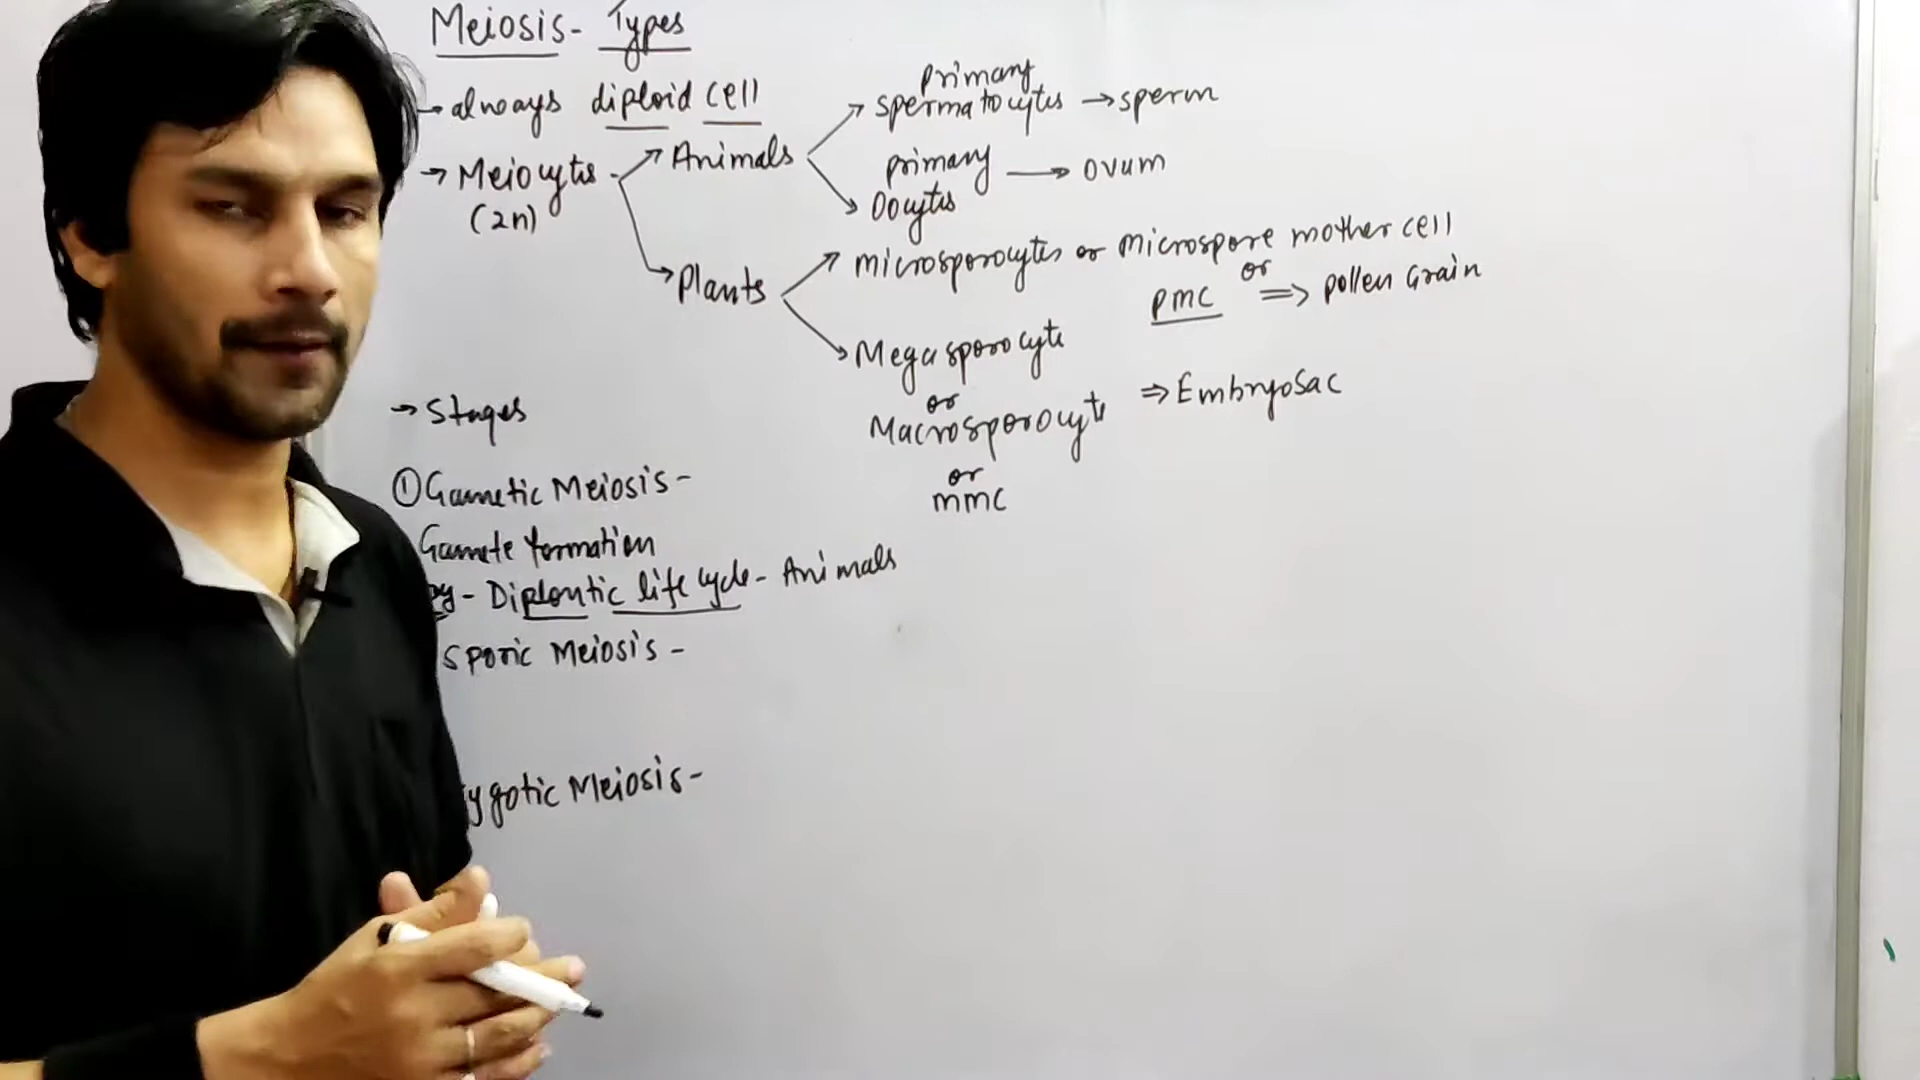 Meiosis - Types
→ always diploid cell
→ Meiocytes (2n)
Animals
primary spermatocytes → sperm
primary Oocytes → ovum
Plants
microsporocytes or microspore mother cell
or
PMC ⇒ pollen Grain
Megasporocyte
or
Macrosporocyte ⇒ Embryosac
or
mmc
→ Stages
① Gametic Meiosis -
Gamete formation
- Diplontic life cycle - Animals
sporic Meiosis -
ygotic Meiosis -